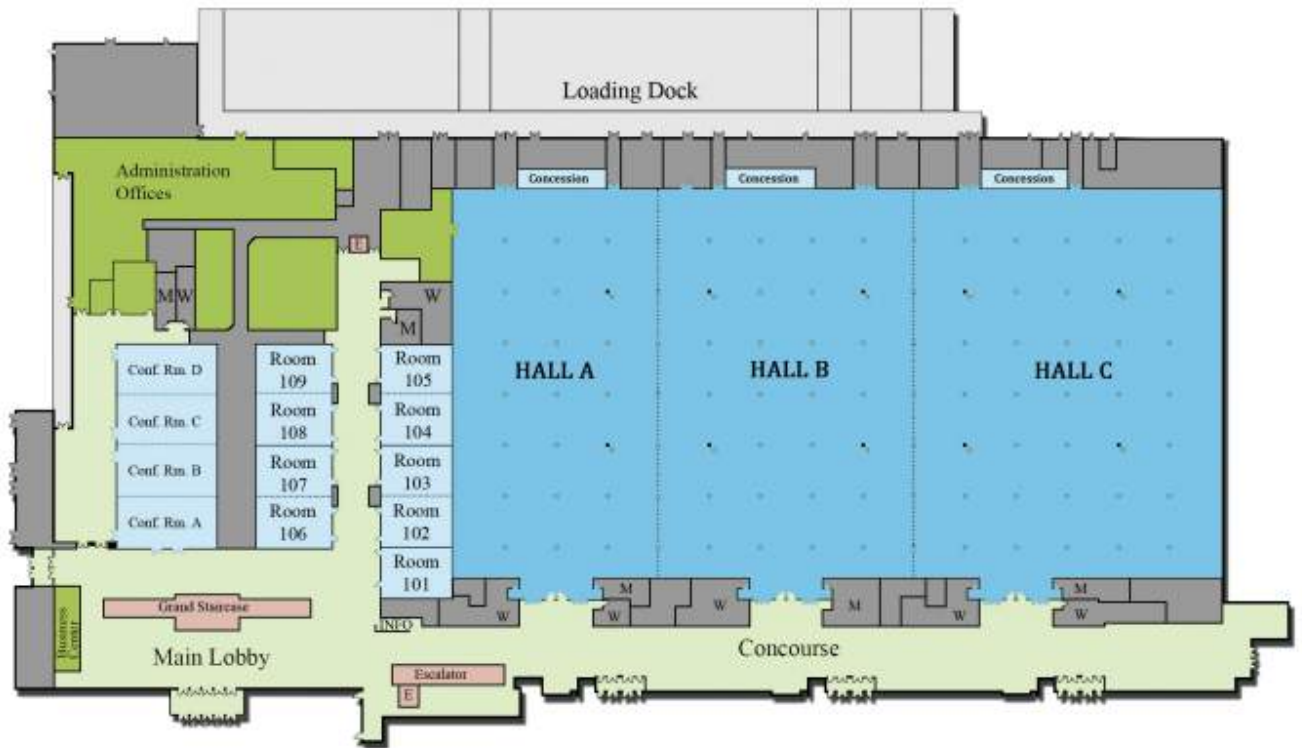 Loading Dock
Administration
Offices
Concession
Concession
Concession
E
M
W
W
M
HALL A
HALL B
HALL C
Conf. Rm. D
Room
109
Room
105
Conf. Rm. C
Room
108
Room
104
Conf. Rm. B
Room
107
Room
103
Conf. Rm. A
Room
106
Room
102
Room
101
Grand Staircase
INFO
W
M
W
W
M
W
M
W
Business
Center
Main Lobby
Concourse
Escalator
E